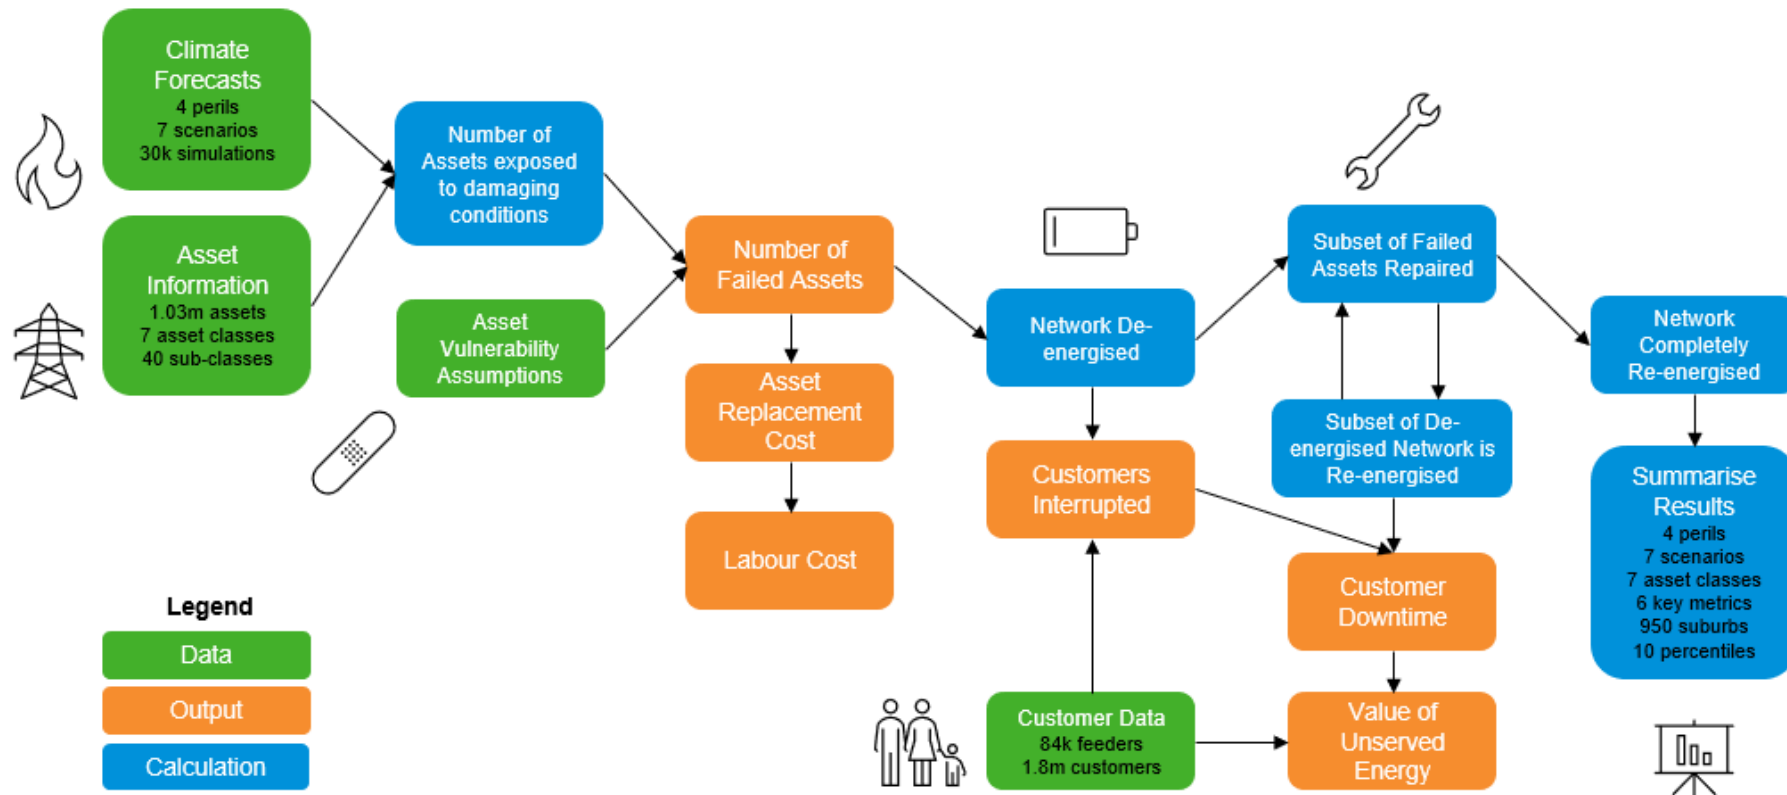 Climate
Forecasts
4 perils
7 scenarios
30k simulations
Asset
Information
1.03m assets
7 asset classes
40 sub-classes
Number of
Assets exposed
to damaging
conditions
Asset
Vulnerability
Assumptions
Number of
Failed Assets
Asset
Replacement
Cost
Labour Cost
Network De-
energised
Customers
Interrupted
Customer Data
84k feeders
1.8m customers
Subset of Failed
Assets Repaired
Subset of De-
energised Network is
Re-energised
Customer
Downtime
Value of
Unserved
Energy
Network
Completely
Re-energised
Summarise
Results
4 perils
7 scenarios
7 asset classes
6 key metrics
950 suburbs
10 percentiles
Legend
Data
Output
Calculation